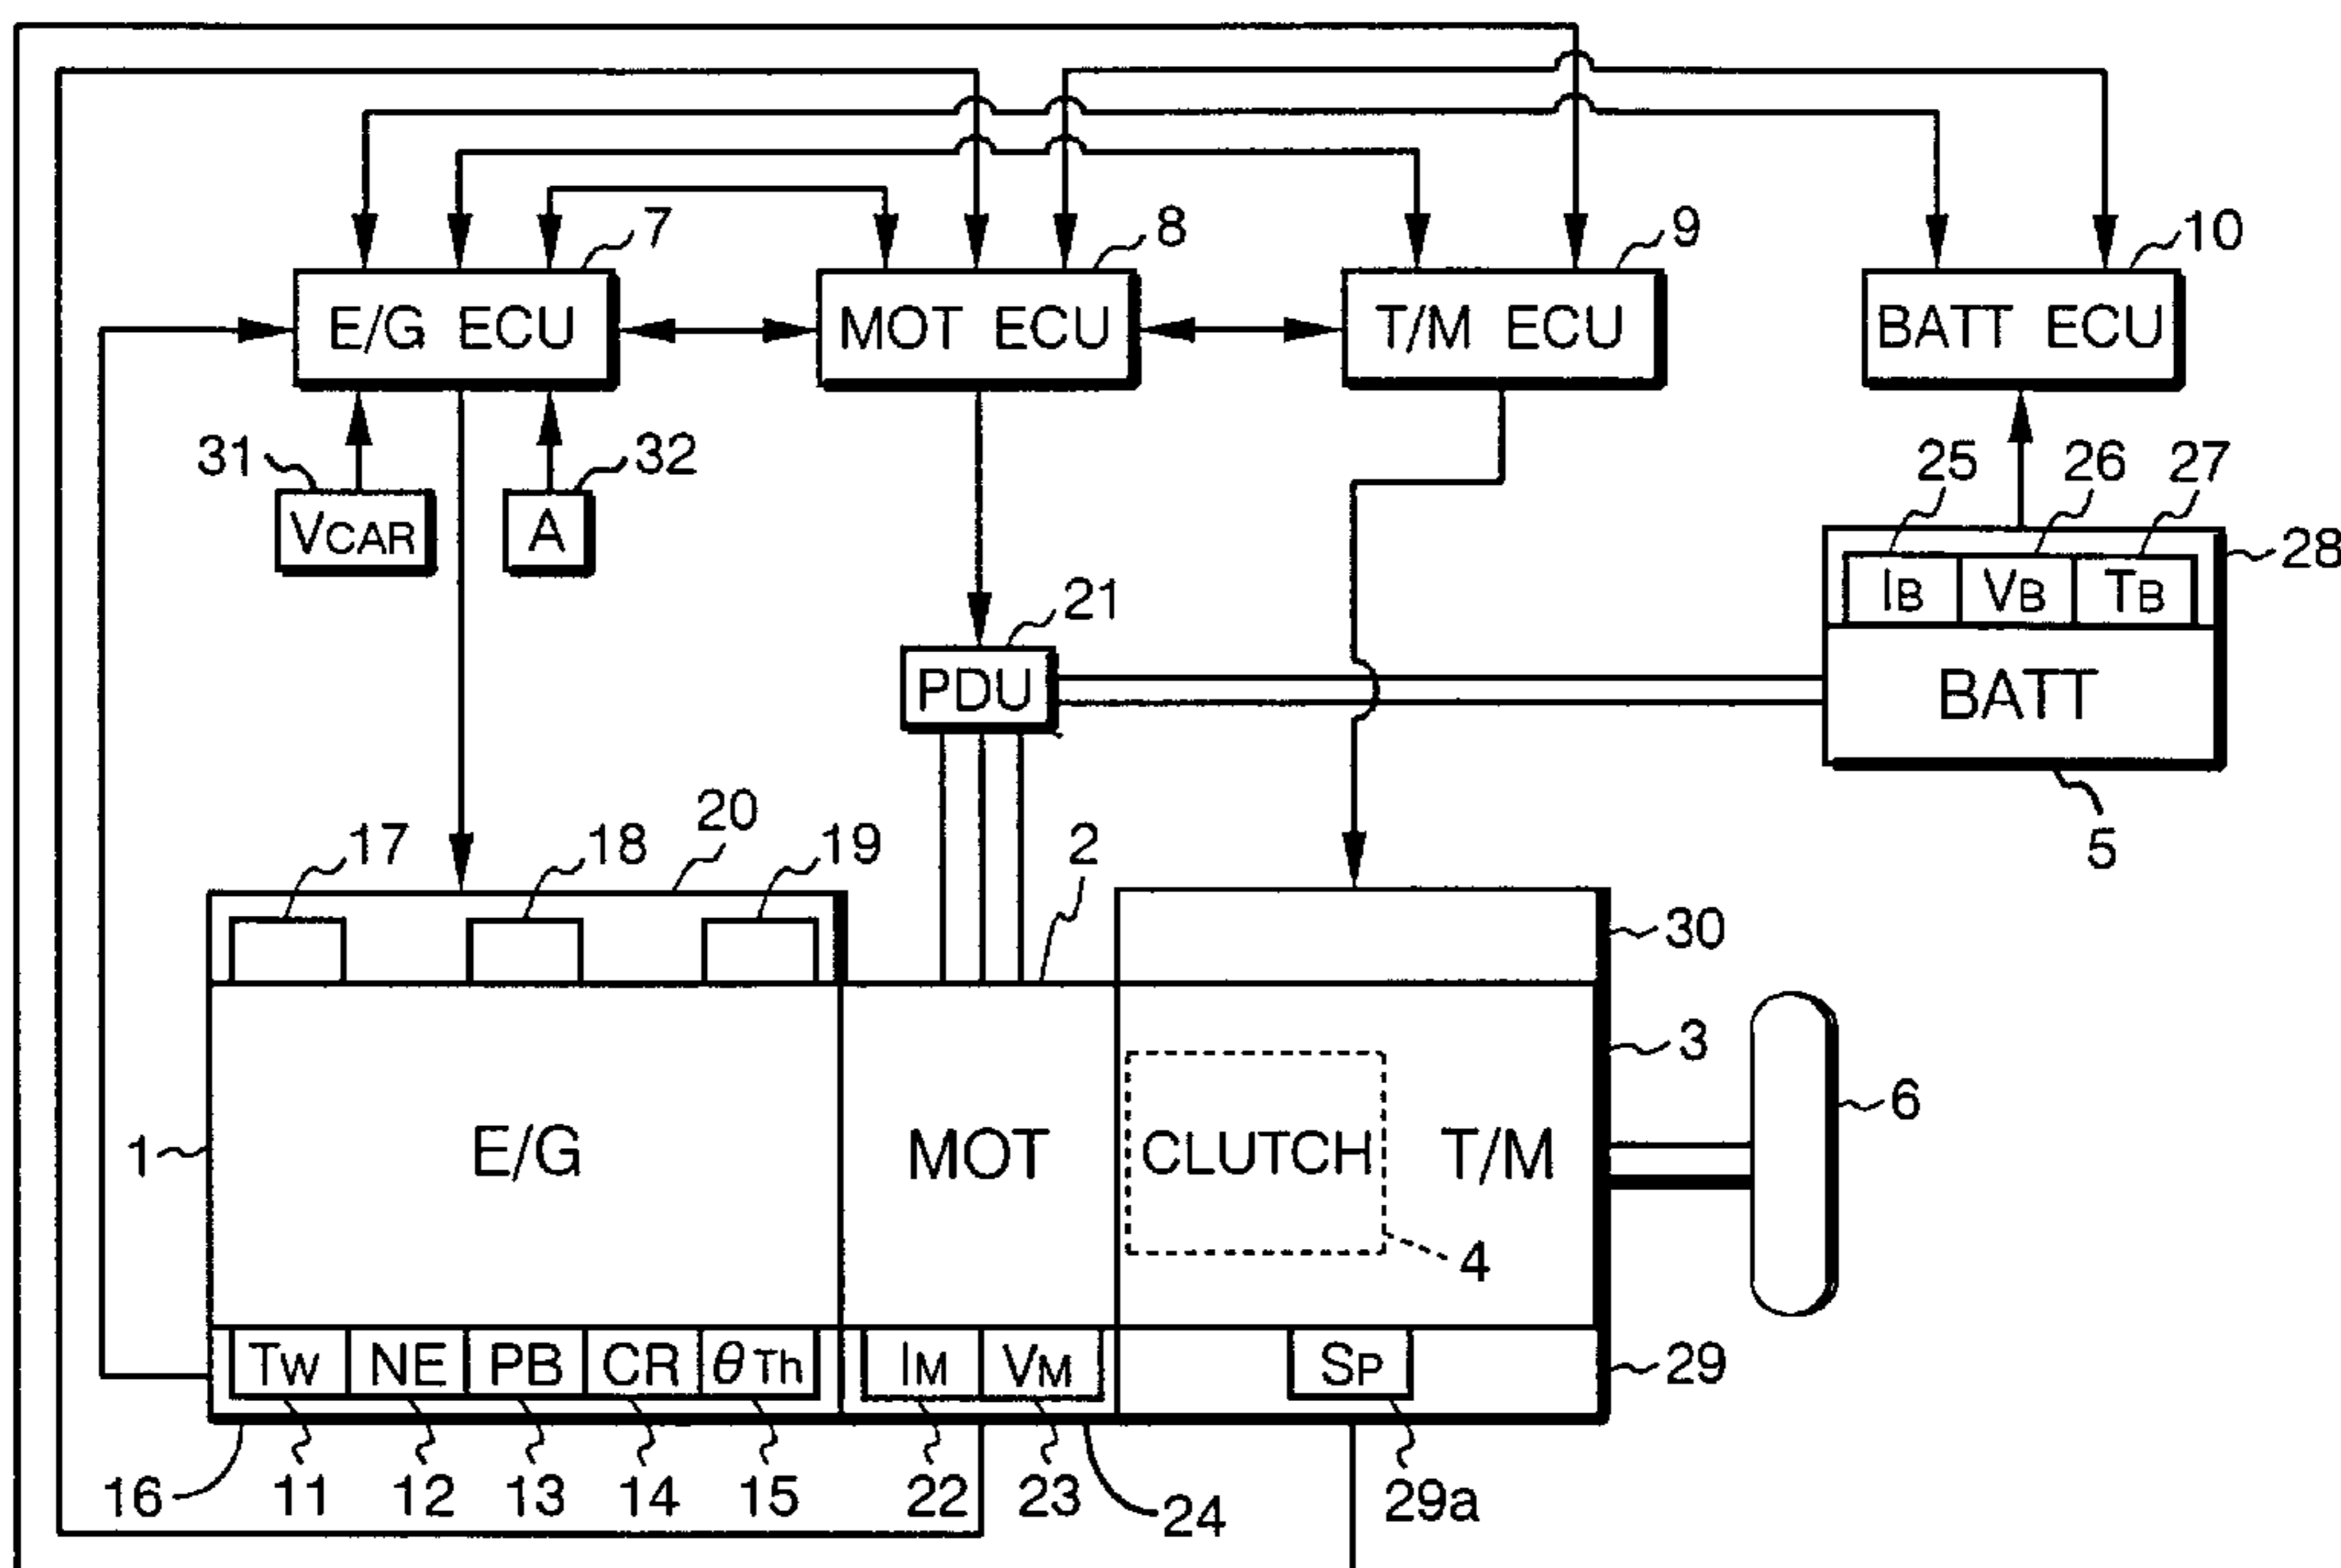 7
8
9
10
E/G ECU
MOT ECU
T/M ECU
BATT ECU
31
32
25
26
27
VCAR
A
28
IB
VB
TB
21
PDU
BATT
5
17
18
20
19
2
30
3
6
1
E/G
MOT
CLUTCH
T/M
4
TW
NE
PB
CR
θTh
IM
VM
SP
29
16
11
12
13
14
15
22
23
24
29a